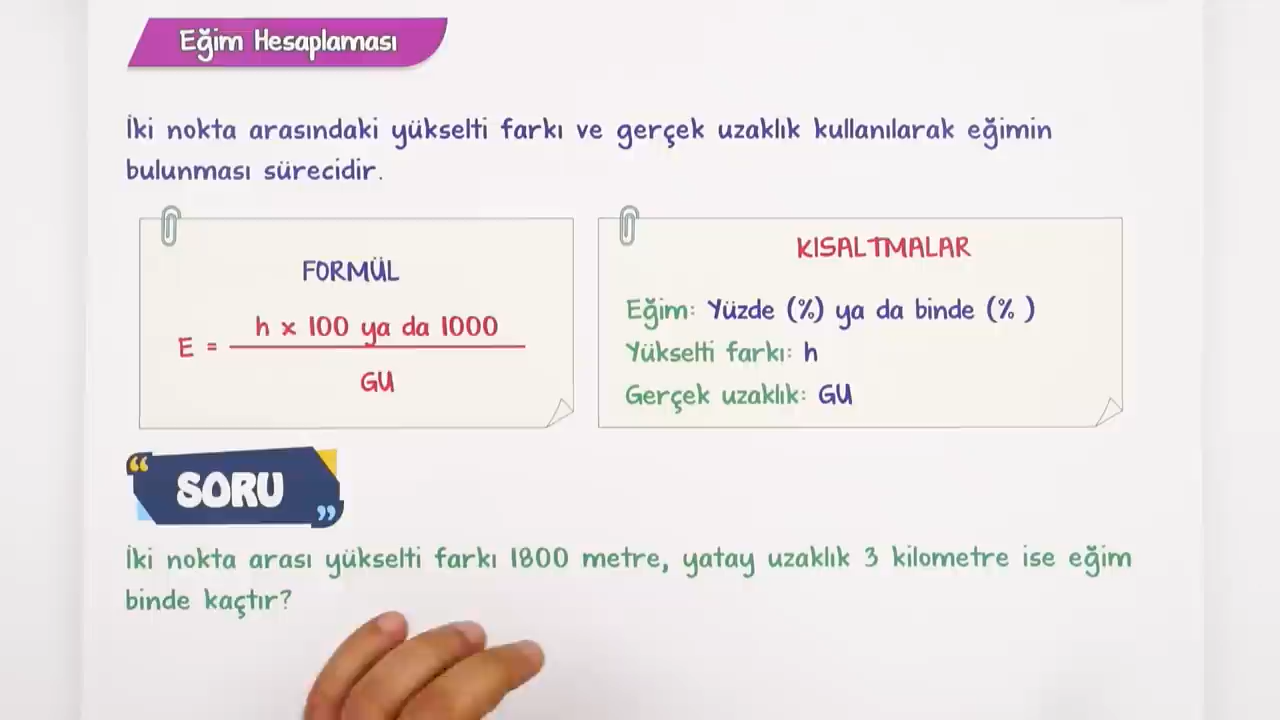 Eğim Hesaplaması
İki nokta arasındaki yükselti farkı ve gerçek uzaklık kullanılarak eğimin
bulunması sürecidir.
FORMÜL
h x 100 ya da 1000
E =
GU
KISALTMALAR
Eğim: Yüzde (%) ya da binde (% )
Yükselti farkı: h
Gerçek uzaklık: GU
“ SORU ”
İki nokta arası yükselti farkı 1800 metre, yatay uzaklık 3 kilometre ise eğim
binde kaçtır?